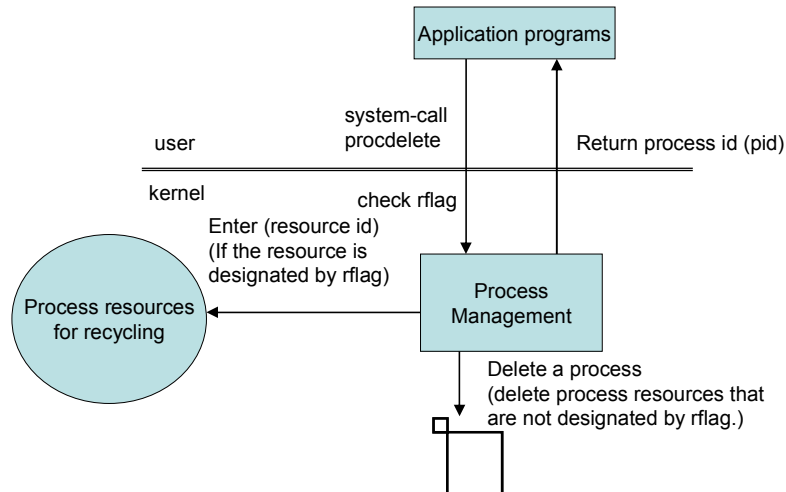 Application programs
system-call
procdelete
user
Return process id (pid)
kernel
check rflag
Enter (resource id)
(If the resource is
designated by rflag)
Process resources
for recycling
Process
Management
Delete a process
(delete process resources that
are not designated by rflag.)